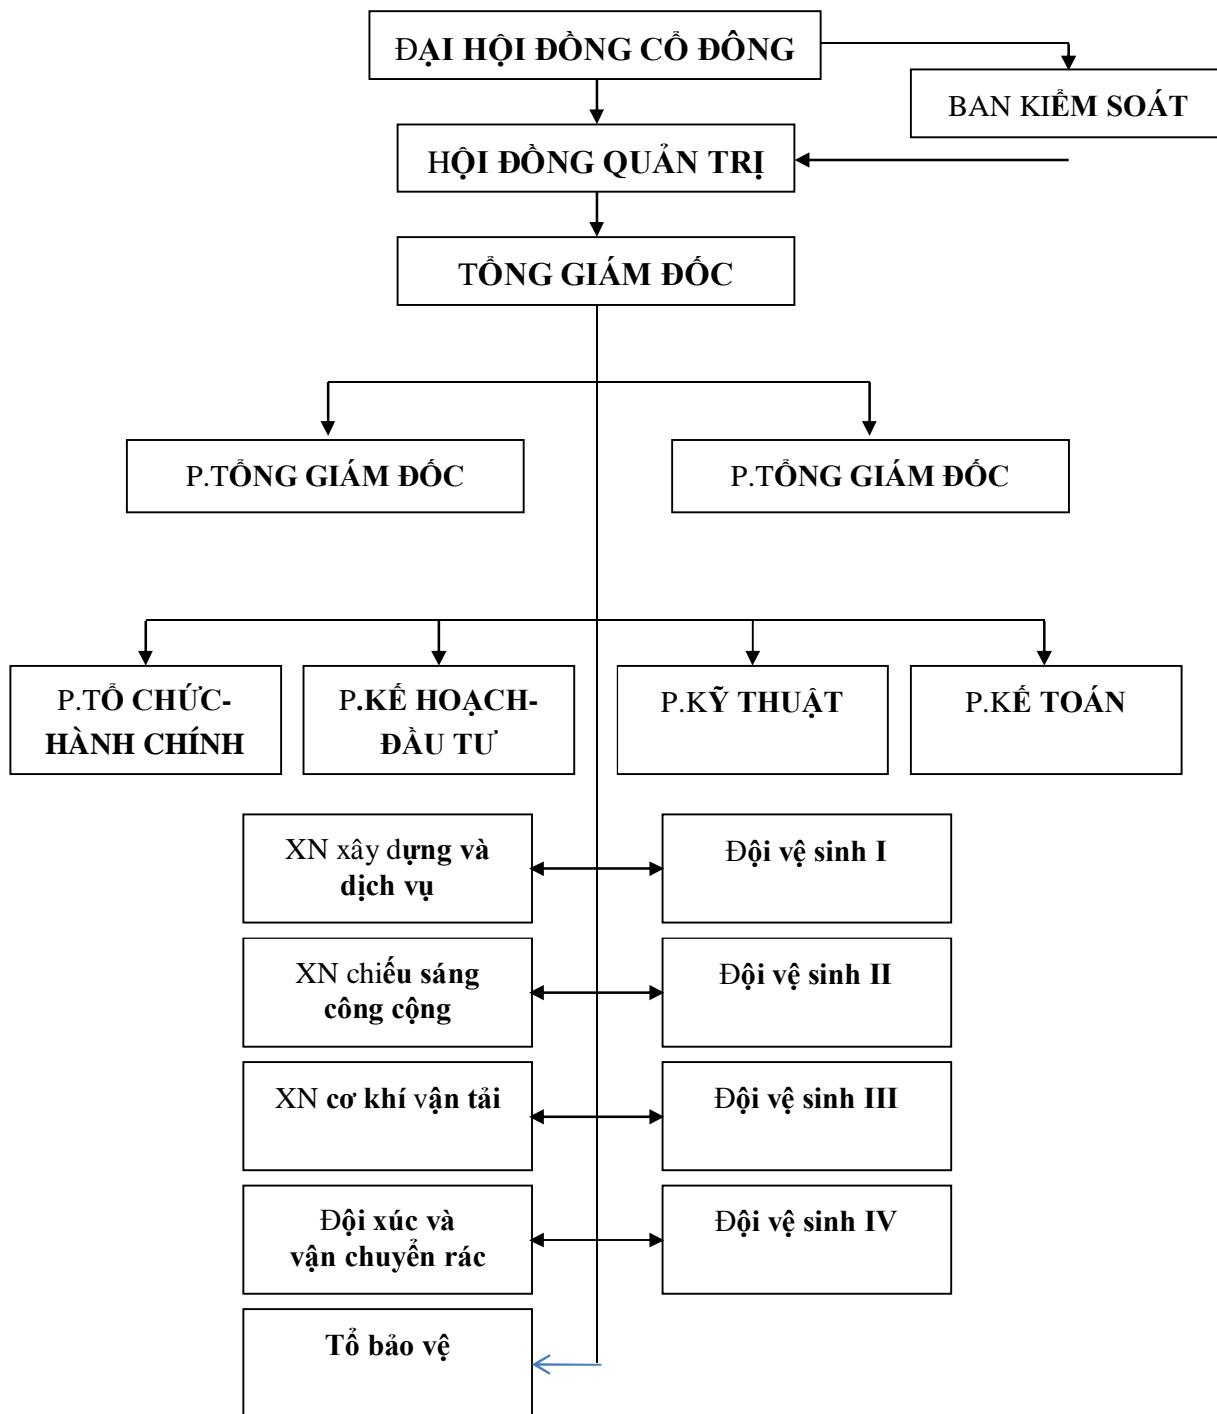 ĐẠI HỘI ĐỒNG CỔ ĐÔNG
BAN KIỂM SOÁT
HỘI ĐỒNG QUẢN TRỊ
TỔNG GIÁM ĐỐC
P.TỔNG GIÁM ĐỐC
P.TỔNG GIÁM ĐỐC
P.TỔ CHỨC-
HÀNH CHÍNH
P.KẾ HOẠCH-
ĐẦU TƯ
P.KỸ THUẬT
P.KẾ TOÁN
XN xây dựng và
dịch vụ
Đội vệ sinh I
XN chiếu sáng
công cộng
Đội vệ sinh II
XN cơ khí vận tải
Đội vệ sinh III
Đội xúc và
vận chuyển rác
Đội vệ sinh IV
Tổ bảo vệ